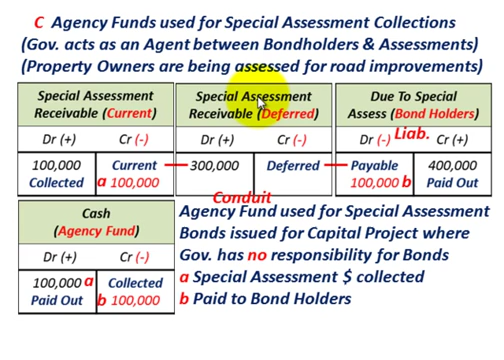 C Agency Funds used for Special Assessment Collections
(Gov. acts as an Agent between Bondholders & Assessments)
(Property Owners are being assessed for road improvements)
Special Assessment
Receivable (Current)
Dr (+) Cr (-)
100,000 Current
Collected a 100,000
Special Assessment
Receivable (Deferred)
Dr (+) Cr (-)
300,000 Deferred
Due To Special
Assess (Bond Holders)
Dr (-) Liab. Cr (+)
Payable 400,000
100,000 b Paid Out
Conduit
Cash
(Agency Fund)
Dr (+) Cr (-)
100,000 a Collected
Paid Out b 100,000
Agency Fund used for Special Assessment
Bonds issued for Capital Project where
Gov. has no responsibility for Bonds
a Special Assessment $ collected
b Paid to Bond Holders